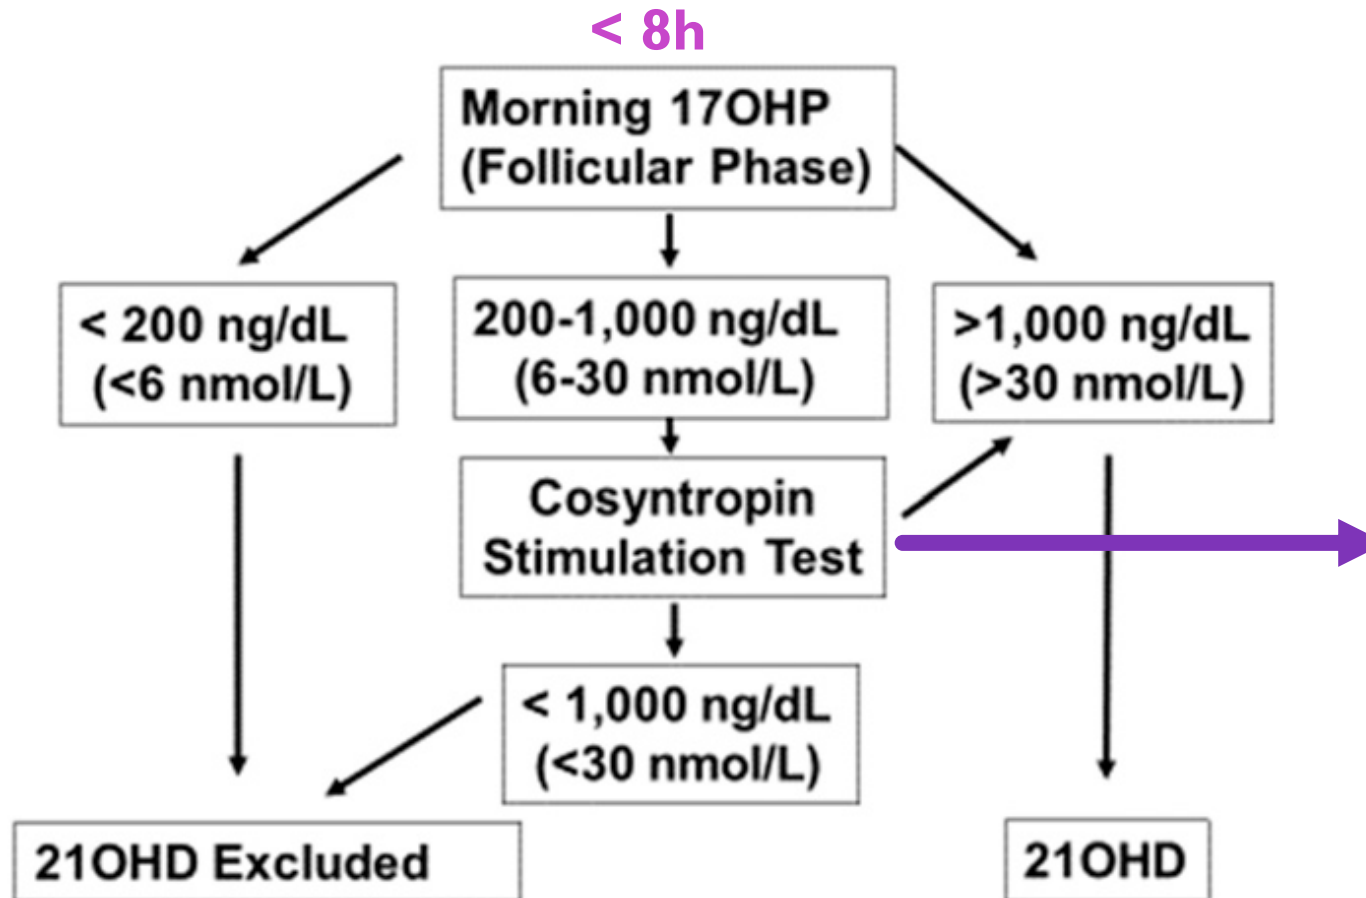 < 8h
Morning 17OHP
(Follicular Phase)
< 200 ng/dL
(<6 nmol/L)
200-1,000 ng/dL
(6-30 nmol/L)
>1,000 ng/dL
(>30 nmol/L)
Cosyntropin
Stimulation Test
< 1,000 ng/dL
(<30 nmol/L)
21OHD Excluded
21OHD